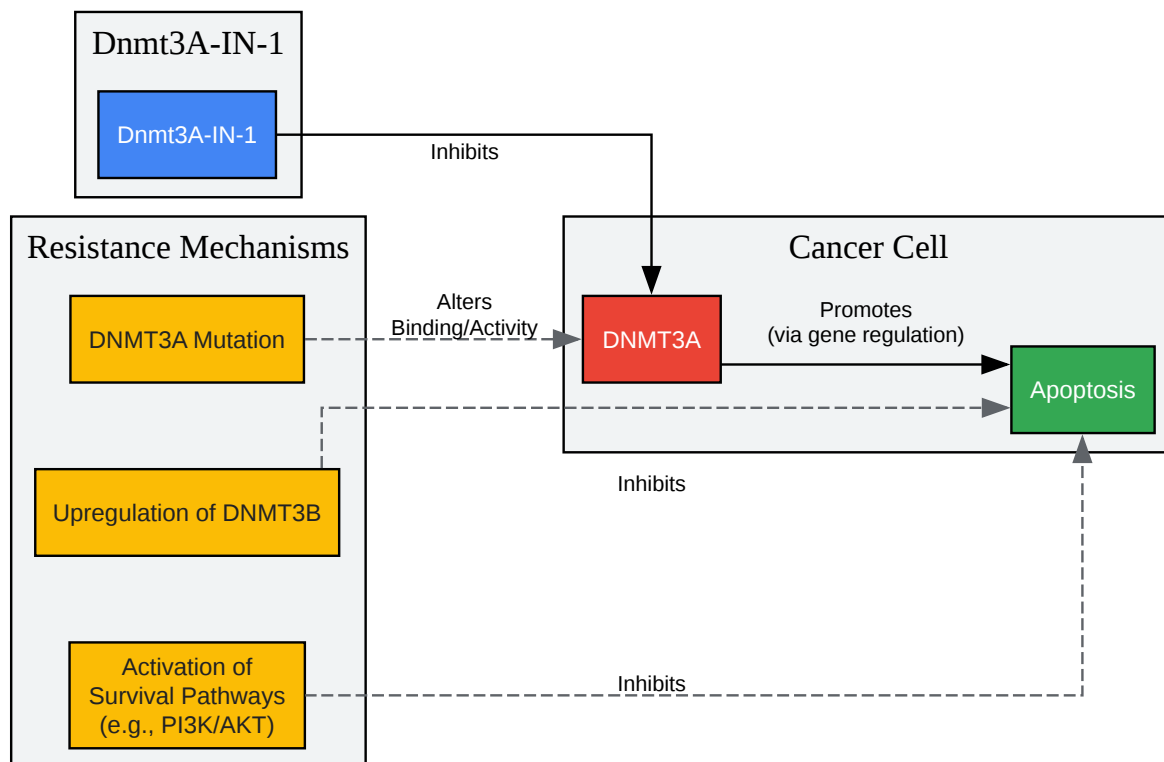 Dnmt3A-IN-1
Dnmt3A-IN-1
Inhibits
Resistance Mechanisms
Cancer Cell
DNMT3A Mutation
Alters
Binding/Activity
DNMT3A
Promotes
(via gene regulation)
Apoptosis
Upregulation of DNMT3B
Inhibits
Activation of
Survival Pathways
(e.g., PI3K/AKT)
Inhibits